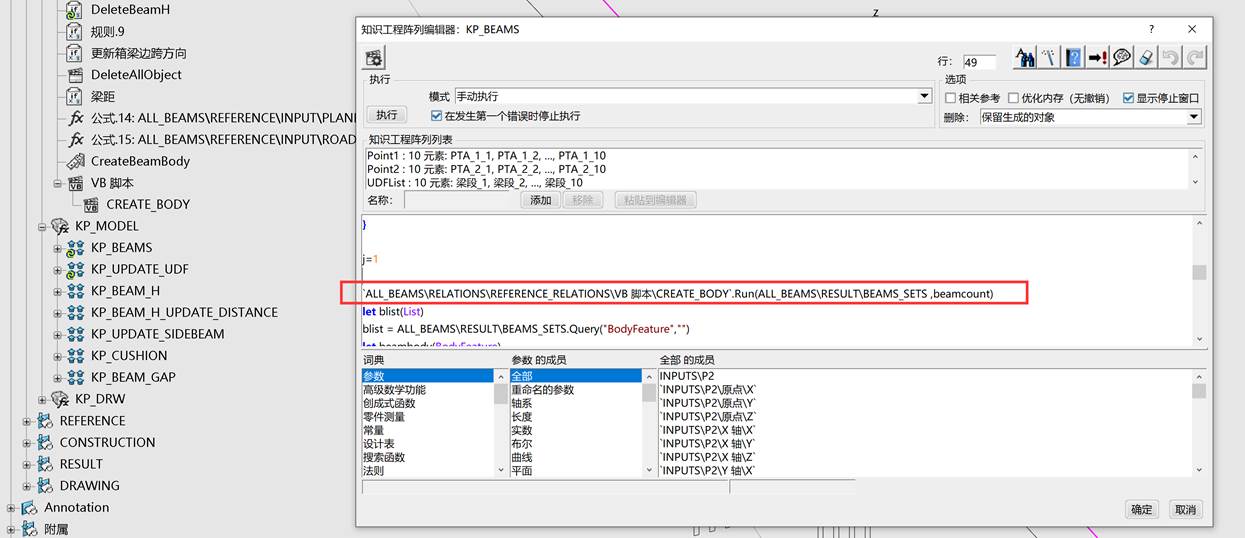 DeleteBeamH
规则.9
更新箱梁边跨方向
DeleteAllObject
梁距
公式.14: ALL_BEAMS\REFERENCE\INPUT\PLAN
公式.15: ALL_BEAMS\REFERENCE\INPUT\ROAD
CreateBeamBody
VB 脚本
CREATE_BODY
KP_MODEL
KP_BEAMS
KP_UPDATE_UDF
KP_BEAM_H
KP_BEAM_H_UPDATE_DISTANCE
KP_UPDATE_SIDEBEAM
KP_CUSHION
KP_BEAM_GAP
KP_DRW
REFERENCE
CONSTRUCTION
RESULT
DRAWING
Annotation
附属
z
知识工程阵列编辑器：KP_BEAMS
? ×
行： 49
执行
模式 手动执行
执行 在发生第一个错误时停止执行
选项
相关参考 优化内存（无撤销） 显示停止窗口
删除： 保留生成的对象
知识工程阵列列表
Point1 : 10 元素: PTA_1_1, PTA_1_2, ..., PTA_1_10
Point2 : 10 元素: PTA_2_1, PTA_2_2, ..., PTA_2_10
UDFList : 10 元素: 梁段_1, 梁段_2, ..., 梁段_10
名称： 添加 移除 粘贴到编辑器
}
j=1
`ALL_BEAMS\RELATIONS\REFERENCE_RELATIONS\VB 脚本\CREATE_BODY`.Run(ALL_BEAMS\RESULT\BEAMS_SETS ,beamcount)
let blist(List)
blist = ALL_BEAMS\RESULT\BEAMS_SETS.Query("BodyFeature","")
let beambody(BodyFeature)
词典 参数 的成员 全部 的成员
参数 全部 INPUTS\P2
高级数学功能 重命名的参数 `INPUTS\P2\原点\X`
创成式函数 轴系 `INPUTS\P2\原点\Y`
零件测量 长度 `INPUTS\P2\原点\Z`
常量 实数 `INPUTS\P2\X 轴\X`
设计表 布尔 `INPUTS\P2\X 轴\Y`
搜索函数 曲线 `INPUTS\P2\X 轴\Z`
法则 平面 `INPUTS\P2\Y 轴\X`
确定 取消